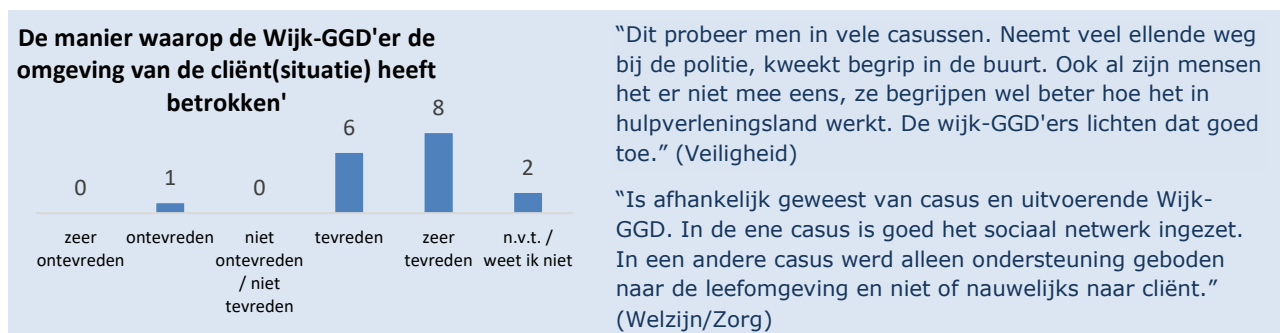 De manier waarop de Wijk-GGD'er de
omgeving van de cliënt(situatie) heeft
betrokken'
0
1
0
6
8
2
zeer
ontevreden
ontevreden
niet
ontevreden
/ niet
tevreden
tevreden
zeer
tevreden
n.v.t. /
weet ik niet
“Dit probeer men in vele casussen. Neemt veel ellende weg
bij de politie, kweekt begrip in de buurt. Ook al zijn mensen
het er niet mee eens, ze begrijpen wel beter hoe het in
hulpverleningsland werkt. De wijk-GGD'ers lichten dat goed
toe.” (Veiligheid)
“Is afhankelijk geweest van casus en uitvoerende Wijk-
GGD. In de ene casus is goed het sociaal netwerk ingezet.
In een andere casus werd alleen ondersteuning geboden
naar de leefomgeving en niet of nauwelijks naar cliënt.”
(Welzijn/Zorg)